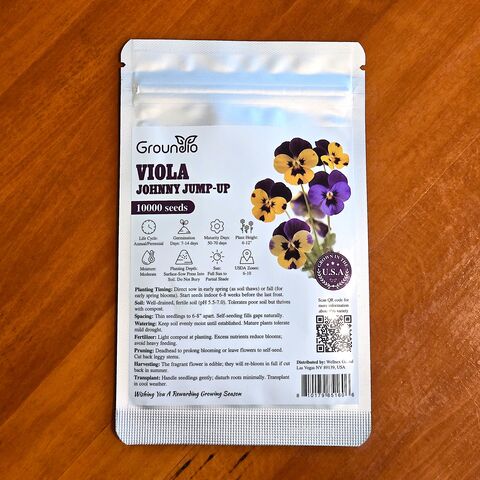 GroundPro
VIOLA
JOHNNY JUMP-UP
10000 seeds
Life Cycle:
Annual/Perennial
Germination
Days: 7-14 days
Maturity Days:
50-70 days
Plant Height:
6-12"
Moisture:
Moderate
Planting Depth:
Surface-Sow Press Into
Soil. Do Not Bury
Sun:
Full Sun to
Partial Shade
USDA Zones:
6-10
GROWN IN THE
U.S.A
Planting Timing: Direct sow in early spring (as soil thaws) or fall (for
early spring blooms). Start seeds indoor 6-8 weeks before the last frost.
Soil: Well-drained, fertile soil (pH 5.5-7.0). Tolerates poor soil but thrives
with compost.
Spacing: Thin seedlings to 6-8" apart. Self-seeding fills gaps naturally.
Watering: Keep soil evenly moist until established. Mature plants tolerate
mild drought.
Fertilizer: Light compost at planting. Excess nutrients reduce blooms;
avoid heavy feeding.
Pruning: Deadhead to prolong blooming or leave flowers to self-seed.
Cut back leggy stems.
Harvesting: The fragrant flower is edible; they will re-bloom in fall if cut
back in summer.
Transplant: Handle seedlings gently; disturb roots minimally. Transplant
in cool weather.
Wishing You A Rewarding Growing Season
Scan QR code for
more information
about this variety
Distributed by:
Las Vegas NV 89139, USA